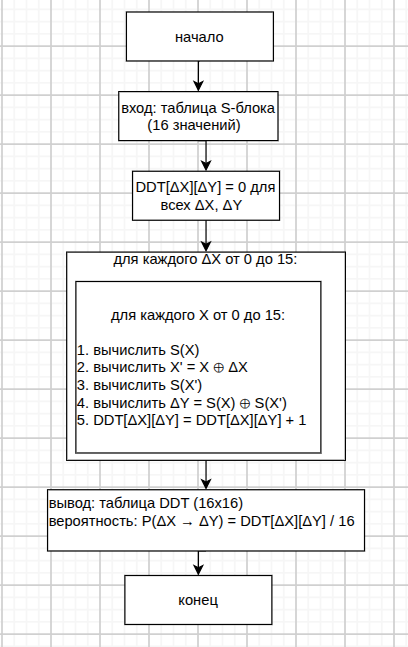 начало
вход: таблица S-блока
(16 значений)
DDT[ΔX][ΔY] = 0 для
всех ΔX, ΔY
для каждого ΔX от 0 до 15:
для каждого X от 0 до 15:
1. вычислить S(X)
2. вычислить X' = X ⊕ ΔX
3. вычислить S(X')
4. вычислить ΔY = S(X) ⊕ S(X')
5. DDT[ΔX][ΔY] = DDT[ΔX][ΔY] + 1
вывод: таблица DDT (16x16)
вероятность: P(ΔX → ΔY) = DDT[ΔX][ΔY] / 16
конец